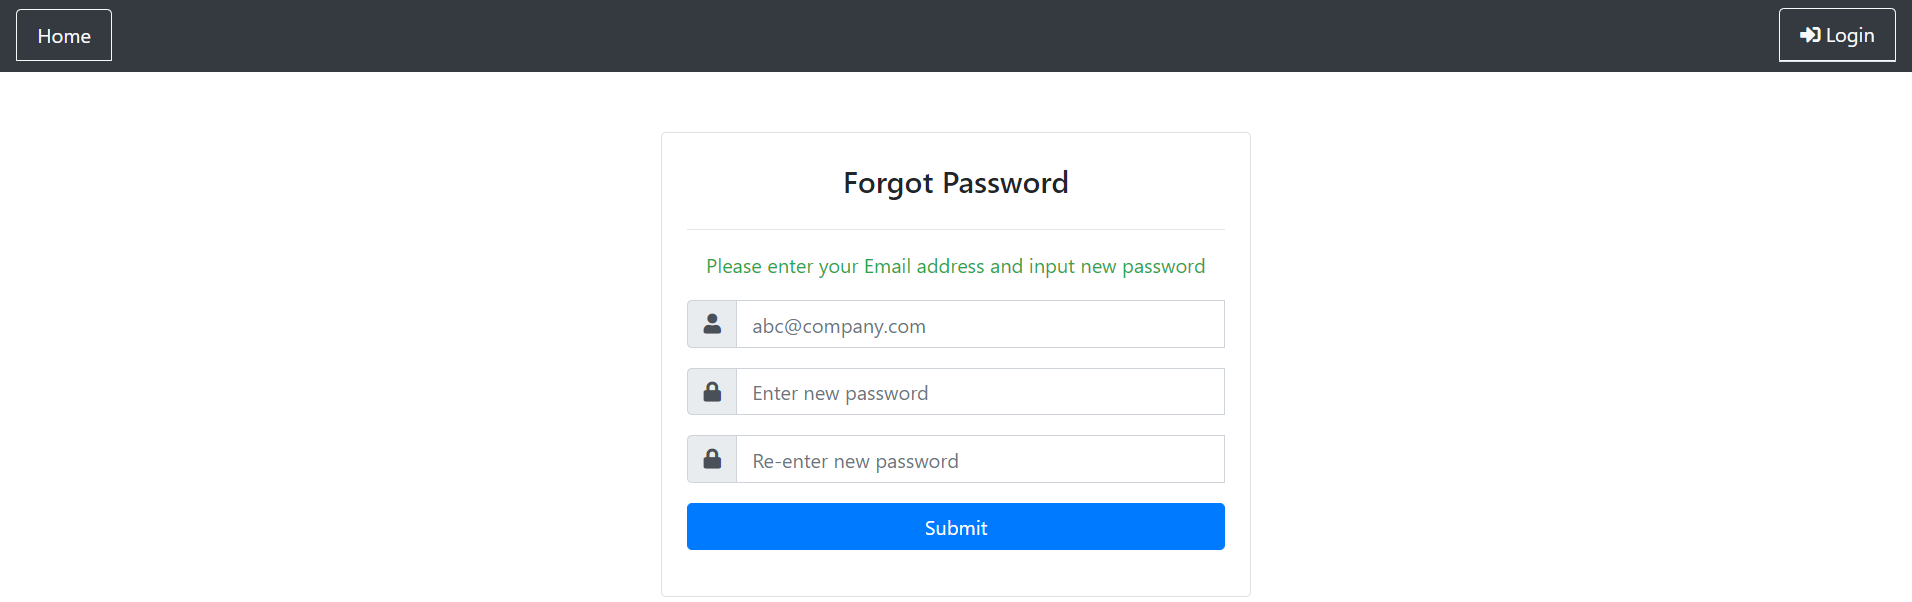 Home
Login
Forgot Password
Please enter your Email address and input new password
abc@company.com
Enter new password
Re-enter new password
Submit